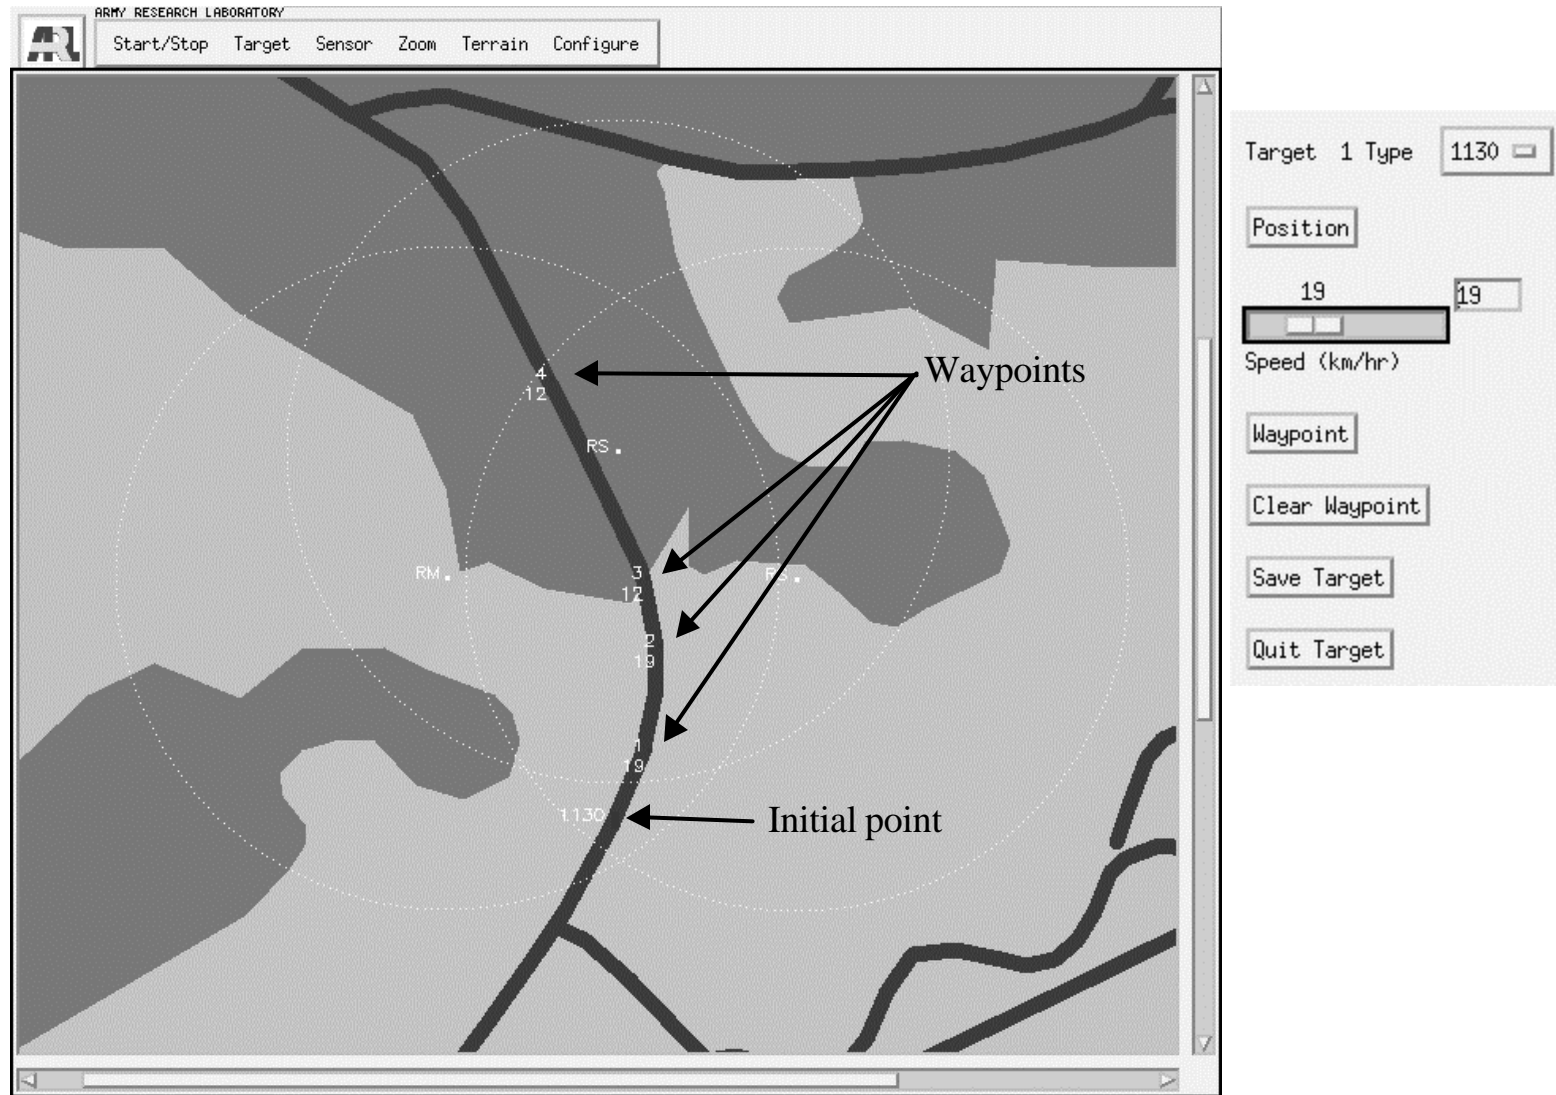 ARMY RESEARCH LABORATORY
ARL
Start/Stop Target Sensor Zoom Terrain Configure
Target 1 Type 1130
Position
19 19
Speed (km/hr)
Waypoint
Clear Waypoint
Save Target
Quit Target
Waypoints
4
12
RS.
RM.
RS.
3
12
2
19
1
19
1130
Initial point